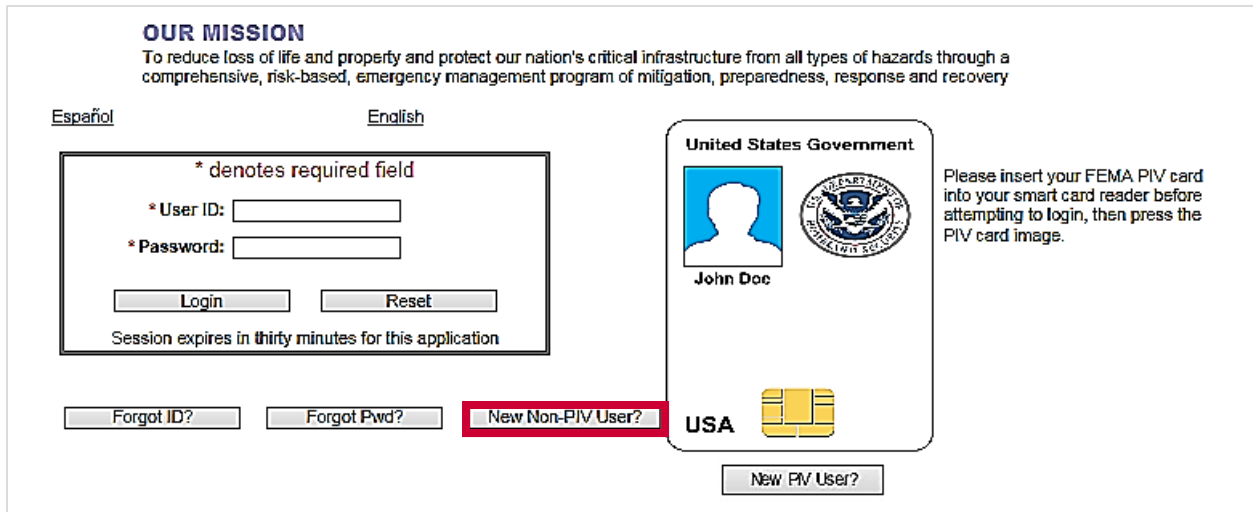 OUR MISSION
To reduce loss of life and property and protect our nation's critical infrastructure from all types of hazards through a
comprehensive, risk-based, emergency management program of mitigation, preparedness, response and recovery
Español
English
* denotes required field
* User ID:
* Password:
Login
Reset
Session expires in thirty minutes for this application
Forgot ID?
Forgot Pwd?
New Non-PIV User?
United States Government
U.S. DEPARTMENT OF
HOMELAND SECURITY
John Doe
USA
Please insert your FEMA PIV card
into your smart card reader before
attempting to login, then press the
PIV card image.
New PIV User?